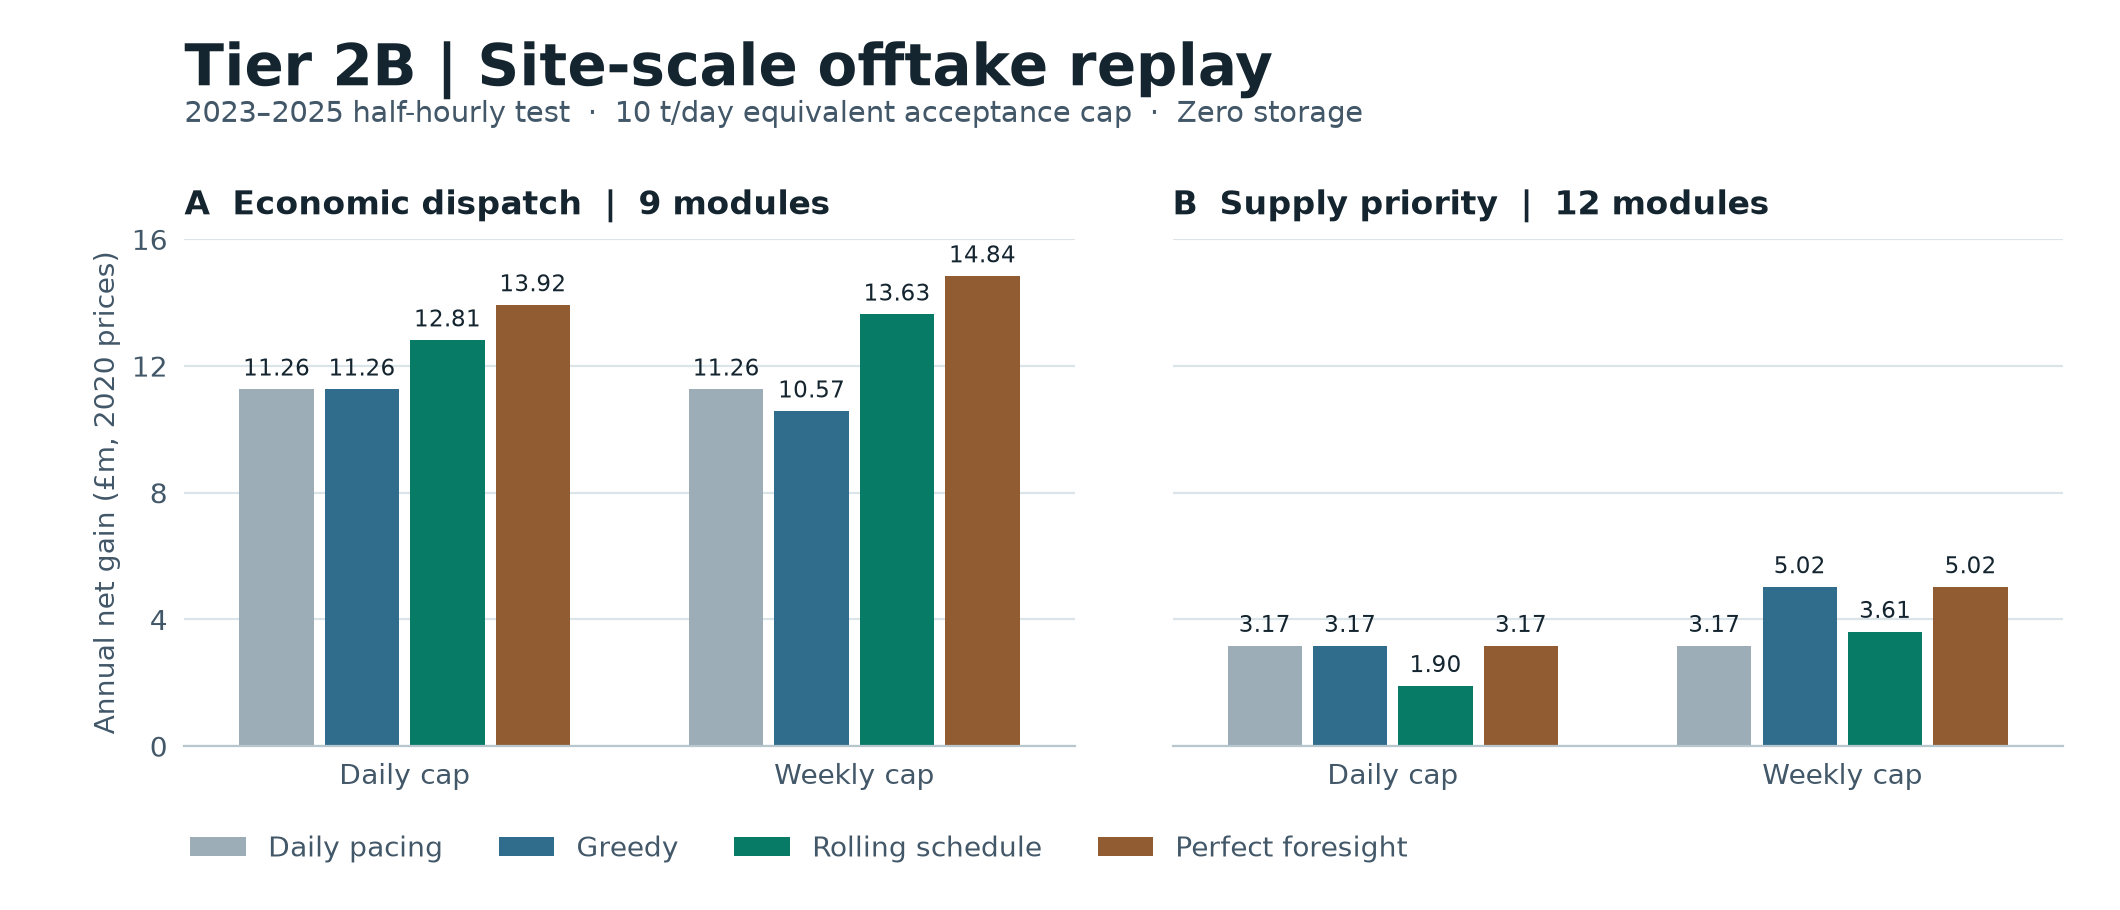 Tier 2B | Site-scale offtake replay
2023–2025 half-hourly test · 10 t/day equivalent acceptance cap · Zero storage
A Economic dispatch | 9 modules
B Supply priority | 12 modules
Annual net gain (£m, 2020 prices)
16
12
8
4
0
11.26
11.26
12.81
13.92
11.26
10.57
13.63
14.84
Daily cap
Weekly cap
3.17
3.17
1.90
3.17
3.17
5.02
3.61
5.02
Daily cap
Weekly cap
Daily pacing
Greedy
Rolling schedule
Perfect foresight